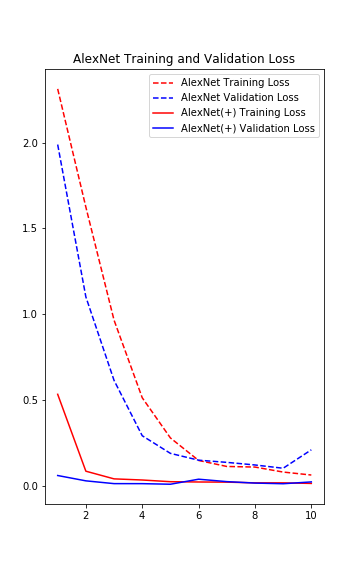 AlexNet Training and Validation Loss
AlexNet Training Loss
AlexNet Validation Loss
AlexNet(+) Training Loss
AlexNet(+) Validation Loss
2.0
1.5
1.0
0.5
0.0
2 4 6 8 10